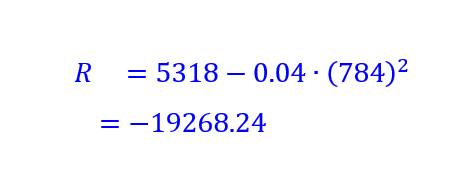 R = 5318 − 0.04 · (784)²
= −19268.24